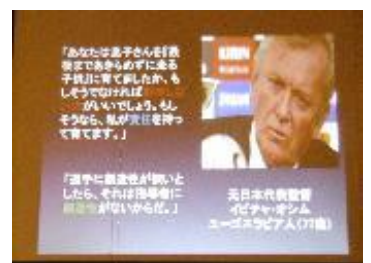 「あなたは息子さんを『最
後まであきらめずに走る
子供』に育てましたか、も
しそうでなければ
がいいでしょう。もし
そうなら、私が責任を持っ
て育てます。」
「選手に創造性が無いと
したら、それは指導者に
創造性がないからだ。」
KIRIN
元日本代表監督
イビチャ・オシム
ユーゴスラビア人(77歳)